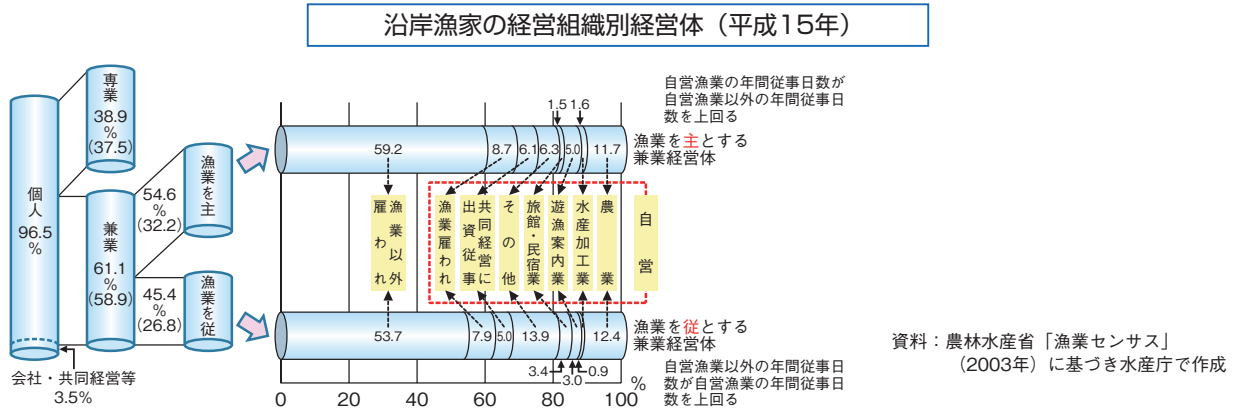 沿岸漁家の経営組織別経営体（平成15年）
個人
96.5
%
会社・共同経営等
3.5%
専業
38.9
%
(37.5)
兼業
61.1
%
(58.9)
54.6
%
(32.2)
漁業を主
45.4
%
(26.8)
漁業を従
0 20 40 60 80 100
59.2
8.7
6.1
6.3
1.5
5.0
1.6
11.7
自営漁業の年間従事日数が
自営漁業以外の年間従事日
数を上回る
漁業を主とする
兼業経営体
漁業以外
雇われ
漁業雇われ
共同経営に
出資従事
その他
旅館・民宿業
遊漁案内業
水産加工業
農業
自営
53.7
7.9
5.0
13.9
3.4
3.0
0.9
12.4
漁業を従とする
兼業経営体
自営漁業以外の年間従事日
数が自営漁業の年間従事日
数を上回る
%
0 20 40 60 80 100
資料：農林水産省「漁業センサス」
（2003年）に基づき水産庁で作成